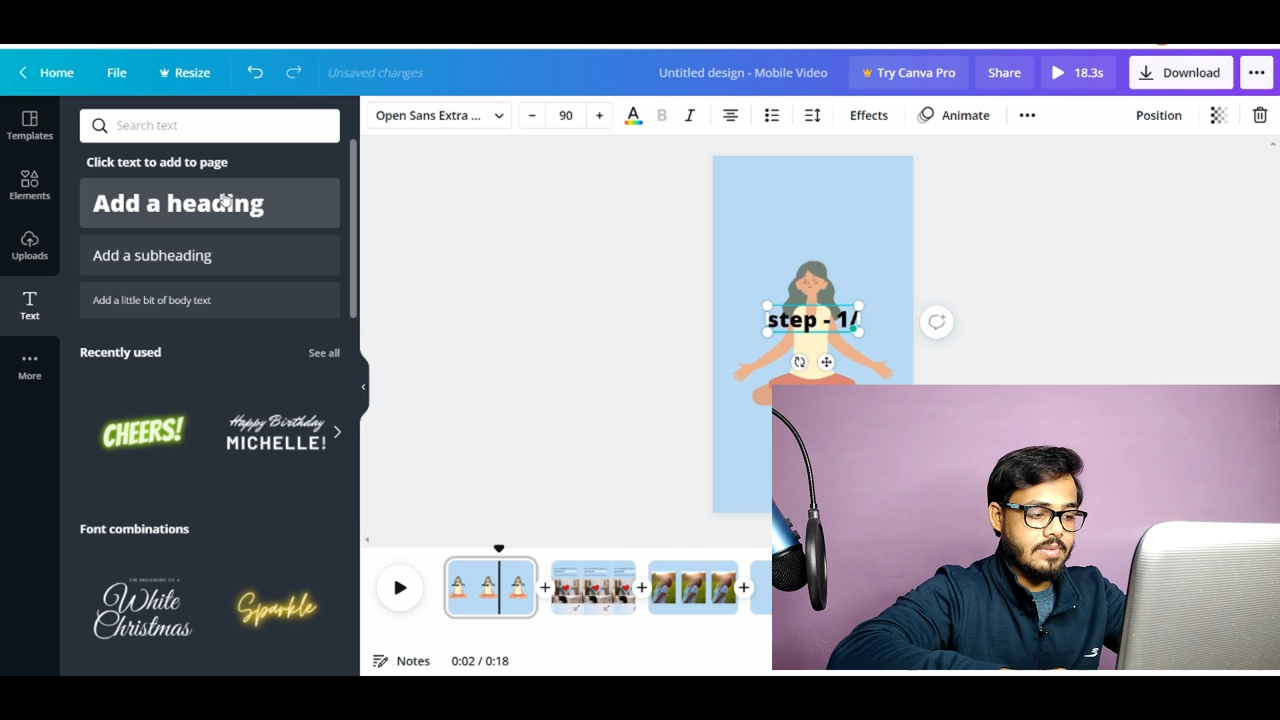 Home
File
Resize
Unsaved changes
Untitled design - Mobile Video
Try Canva Pro
Share
18.3s
Download
Templates
Elements
Uploads
Text
More
Search text
Click text to add to page
Add a heading
Add a subheading
Add a little bit of body text
Recently used
See all
CHEERS!
Happy Birthday
MICHELLE!
Font combinations
I'M DREAMING OF A
White
Christmas
Sparkle
Open Sans Extra ...
90
A
B
I
Effects
Animate
Position
step - 1/
Notes
0:02 / 0:18